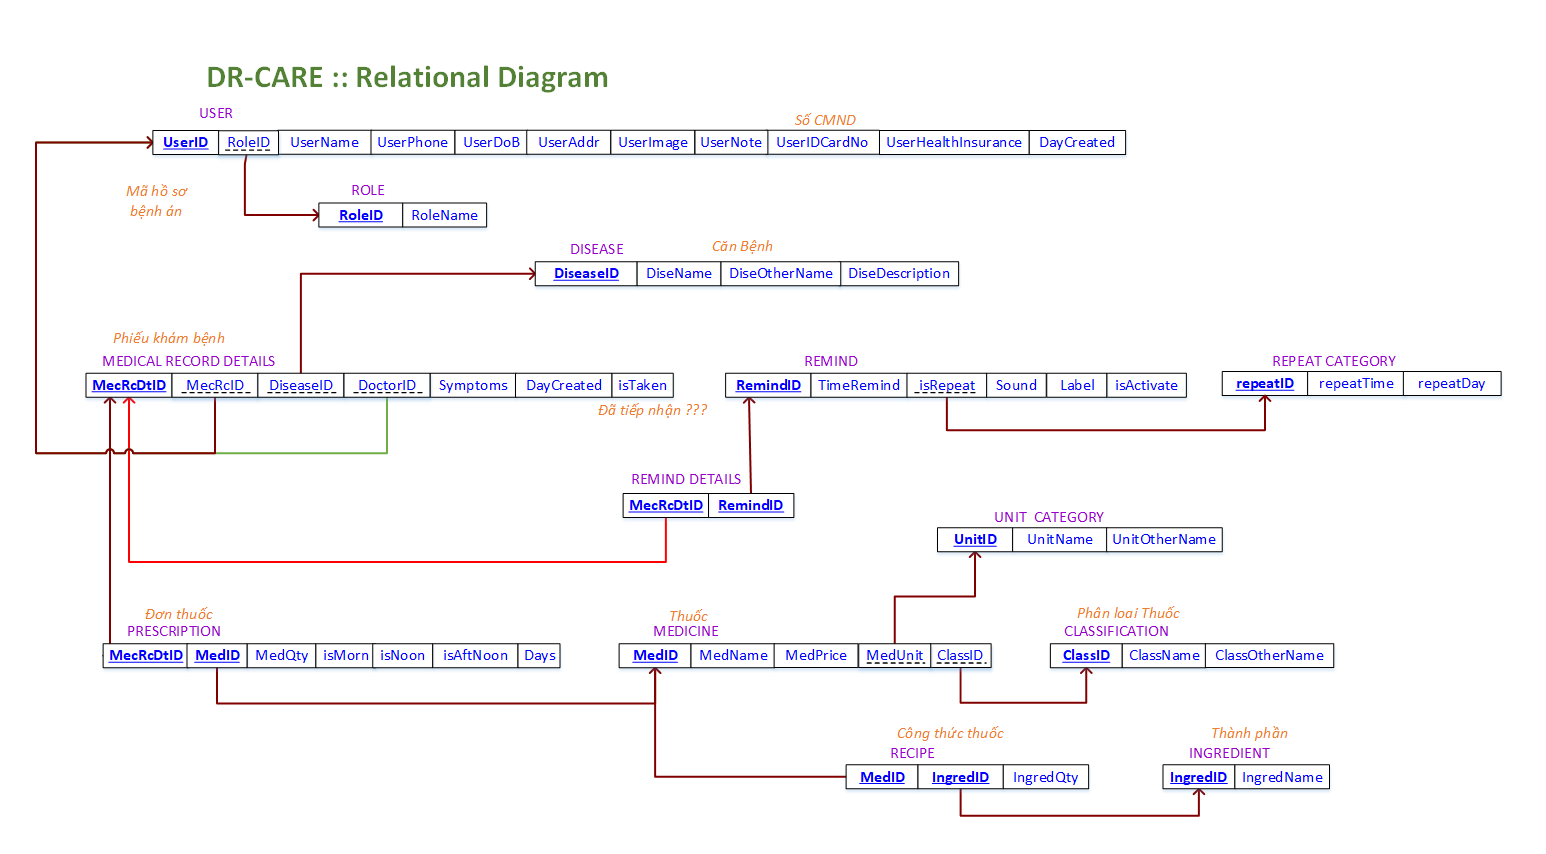 DR-CARE :: Relational Diagram
USER
Số CMND
UserID RoleID UserName UserPhone UserDoB UserAddr UserImage UserNote UserIDCardNo UserHealthInsurance DayCreated
Mã hồ sơ
bệnh án
ROLE
RoleID RoleName
DISEASE
Căn Bệnh
DiseaseID DiseName DiseOtherName DiseDescription
Phiếu khám bệnh
MEDICAL RECORD DETAILS
MecRcDtID MecRcID DiseaseID DoctorID Symptoms DayCreated isTaken
Đã tiếp nhận ???
REMIND
RemindID TimeRemind isRepeat Sound Label isActivate
REPEAT CATEGORY
repeatID repeatTime repeatDay
REMIND DETAILS
MecRcDtID RemindID
UNIT CATEGORY
UnitID UnitName UnitOtherName
Đơn thuốc
PRESCRIPTION
MecRcDtID MedID MedQty isMorn isNoon isAftNoon Days
Thuốc
MEDICINE
MedID MedName MedPrice MedUnit ClassID
Phân loai Thuốc
CLASSIFICATION
ClassID ClassName ClassOtherName
Công thức thuốc
RECIPE
MedID IngredID IngredQty
Thành phần
INGREDIENT
IngredID IngredName